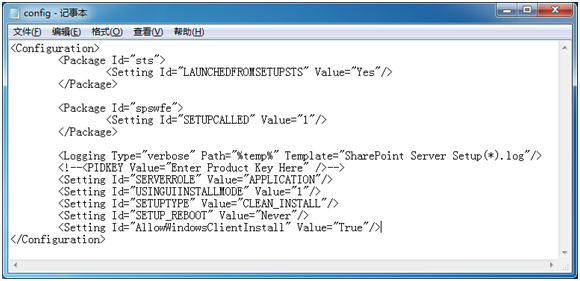 config - 记事本
文件(F) 编辑(E) 格式(O) 查看(V) 帮助(H)
<Configuration>
<Package Id="sts">
<Setting Id="LAUNCHEDFROMSETUPSTS" Value="Yes"/>
</Package>
<Package Id="spswfe">
<Setting Id="SETUPCALLED" Value="1"/>
</Package>
<Logging Type="verbose" Path="%temp%" Template="SharePoint Server Setup(*).log"/>
<!--<PIDKEY Value="Enter Product Key Here" />-->
<Setting Id="SERVERROLE" Value="APPLICATION"/>
<Setting Id="USINGUIINSTALLMODE" Value="1"/>
<Setting Id="SETUPTYPE" Value="CLEAN_INSTALL"/>
<Setting Id="SETUP_REBOOT" Value="Never"/>
<Setting Id="AllowWindowsClientInstall" Value="True"/>
</Configuration>